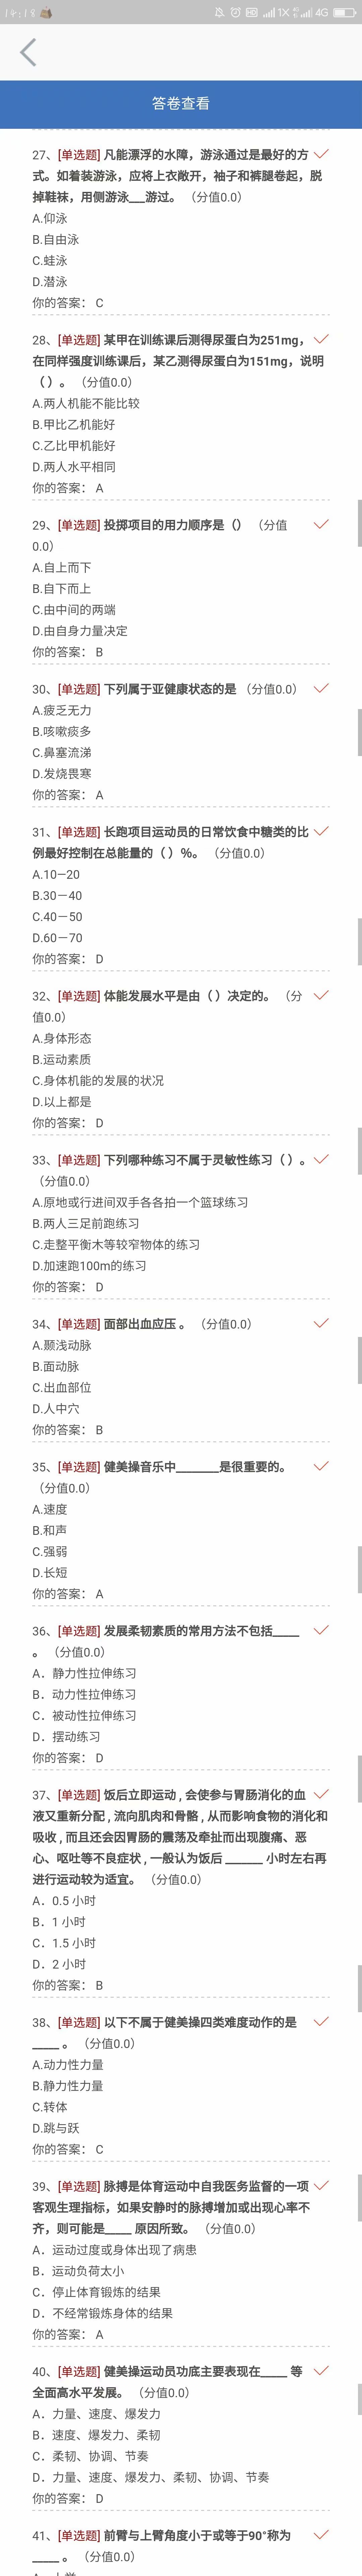 14:18
HD 1X 4G
答卷查看
27、[单选题] 凡能漂浮的水障，游泳通过是最好的方
式。如着装游泳，应将上衣敞开，袖子和裤腿卷起，脱
掉鞋袜，用侧游泳___游过。 （分值0.0）
A.仰泳
B.自由泳
C.蛙泳
D.潜泳
你的答案： C
28、[单选题] 某甲在训练课后测得尿蛋白为251mg，
在同样强度训练课后，某乙测得尿蛋白为151mg，说明
（ ）。 （分值0.0）
A.两人机能不能比较
B.甲比乙机能好
C.乙比甲机能好
D.两人水平相同
你的答案： A
29、[单选题] 投掷项目的用力顺序是（） （分值
0.0）
A.自上而下
B.自下而上
C.由中间的两端
D.由自身力量决定
你的答案： B
30、[单选题] 下列属于亚健康状态的是 （分值0.0）
A.疲乏无力
B.咳嗽痰多
C.鼻塞流涕
D.发烧畏寒
你的答案： A
31、[单选题] 长跑项目运动员的日常饮食中糖类的比
例最好控制在总能量的（ ）％。 （分值0.0）
A.10—20
B.30－40
C.40－50
D.60－70
你的答案： D
32、[单选题] 体能发展水平是由（ ）决定的。 （分
值0.0）
A.身体形态
B.运动素质
C.身体机能的发展的状况
D.以上都是
你的答案： D
33、[单选题] 下列哪种练习不属于灵敏性练习（ ）。
（分值0.0）
A.原地或行进间双手各各拍一个篮球练习
B.两人三足前跑练习
C.走整平衡木等较窄物体的练习
D.加速跑100m的练习
你的答案： D
34、[单选题] 面部出血应压 。 （分值0.0）
A.颞浅动脉
B.面动脉
C.出血部位
D.人中穴
你的答案： B
35、[单选题] 健美操音乐中________是很重要的。
（分值0.0）
A.速度
B.和声
C.强弱
D.长短
你的答案： A
36、[单选题] 发展柔韧素质的常用方法不包括_____
。 （分值0.0）
A．静力性拉伸练习
B．动力性拉伸练习
C．被动性拉伸练习
D．摆动练习
你的答案： D
37、[单选题] 饭后立即运动 , 会使参与胃肠消化的血
液又重新分配 , 流向肌肉和骨骼 , 从而影响食物的消化和
吸收 , 而且还会因胃肠的震荡及牵扯而出现腹痛、恶
心、呕吐等不良症状 , 一般认为饭后 _______ 小时左右再
进行运动较为适宜。 （分值0.0）
A．0.5 小时
B．1 小时
C．1.5 小时
D．2 小时
你的答案： B
38、[单选题] 以下不属于健美操四类难度动作的是
_____ 。 （分值0.0）
A.动力性力量
B.静力性力量
C.转体
D.跳与跃
你的答案： C
39、[单选题] 脉搏是体育运动中自我医务监督的一项
客观生理指标，如果安静时的脉搏增加或出现心率不
齐，则可能是_____ 原因所致。 （分值0.0）
A．运动过度或身体出现了病患
B．运动负荷太小
C．停止体育锻炼的结果
D．不经常锻炼身体的结果
你的答案： A
40、[单选题] 健美操运动员功底主要表现在_____ 等
全面高水平发展。 （分值0.0）
A．力量、速度、爆发力
B．速度、爆发力、柔韧
C．柔韧、协调、节奏
D．力量、速度、爆发力、柔韧、协调、节奏
你的答案： D
41、[单选题] 前臂与上臂角度小于或等于90°称为
_____ 。 （分值0.0）